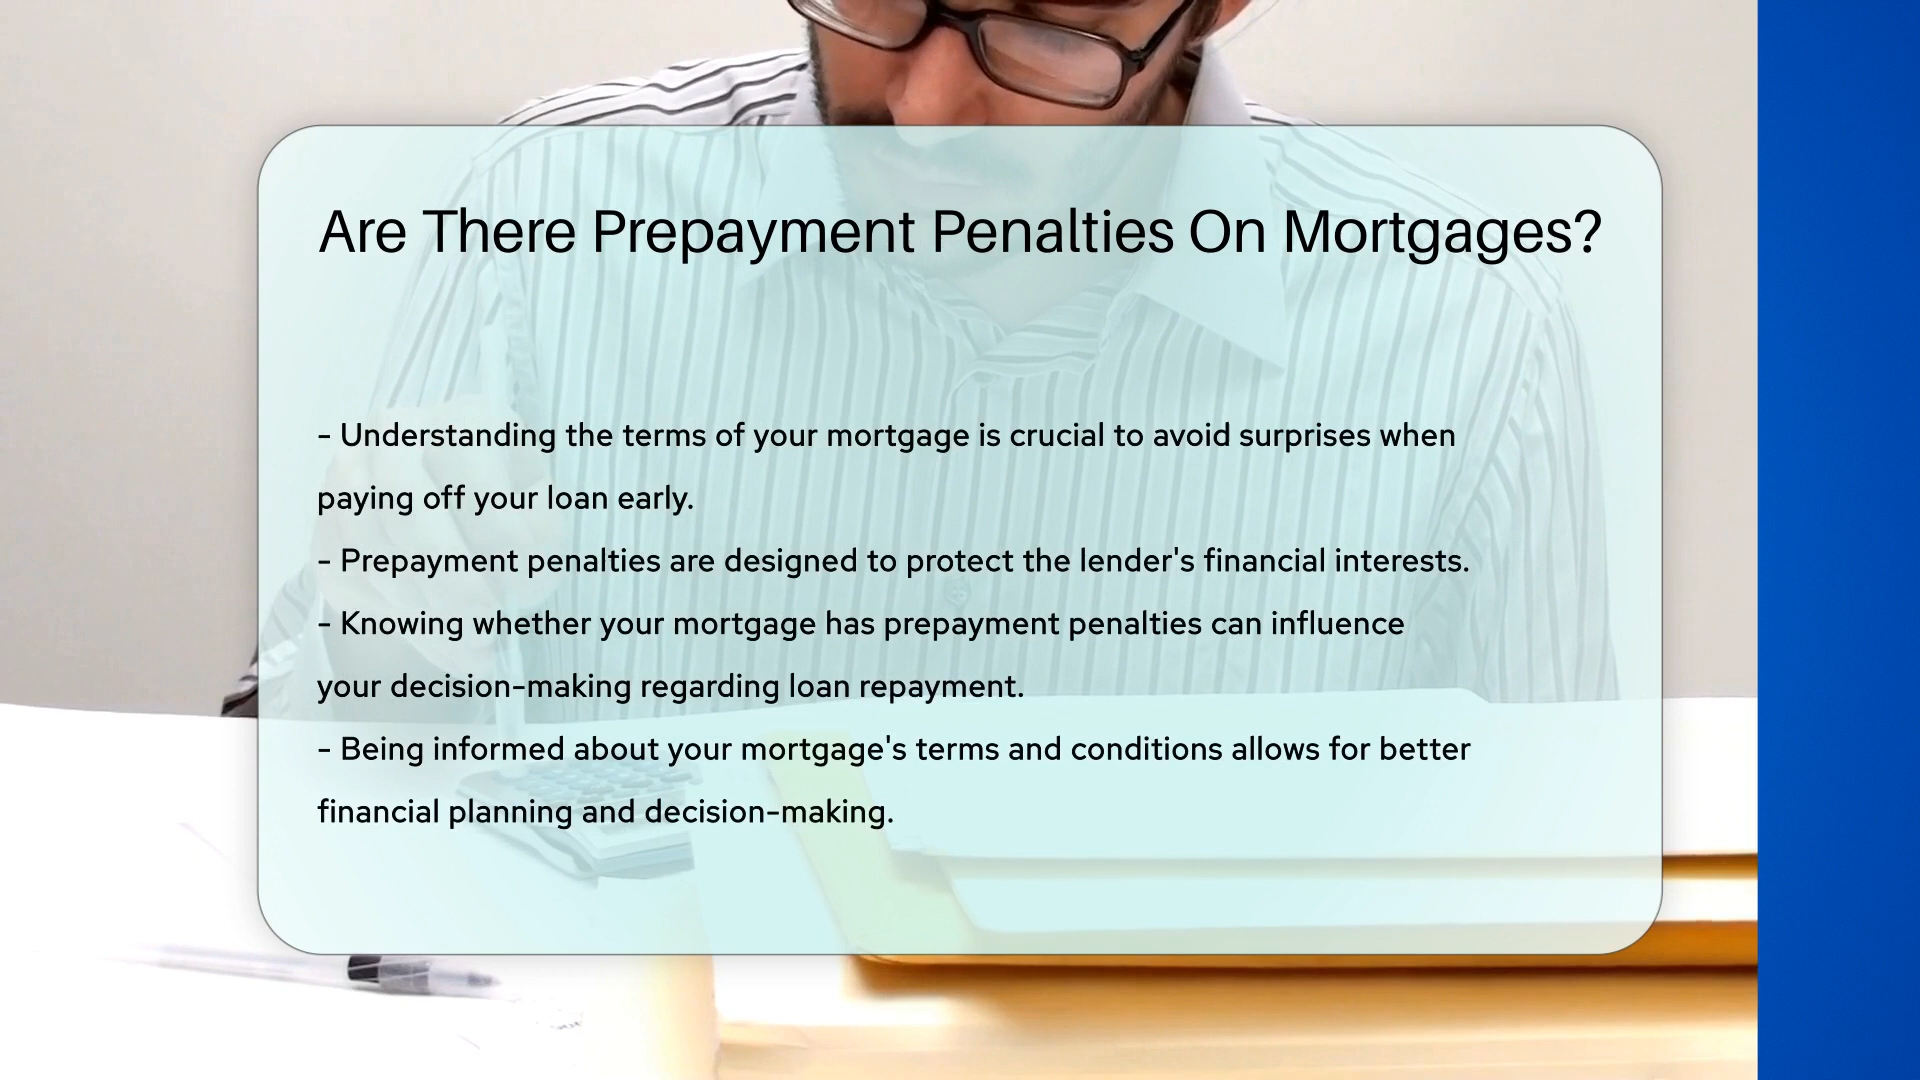 Are There Prepayment Penalties On Mortgages?
- Understanding the terms of your mortgage is crucial to avoid surprises when
paying off your loan early.
- Prepayment penalties are designed to protect the lender's financial interests.
- Knowing whether your mortgage has prepayment penalties can influence
your decision-making regarding loan repayment.
- Being informed about your mortgage's terms and conditions allows for better
financial planning and decision-making.